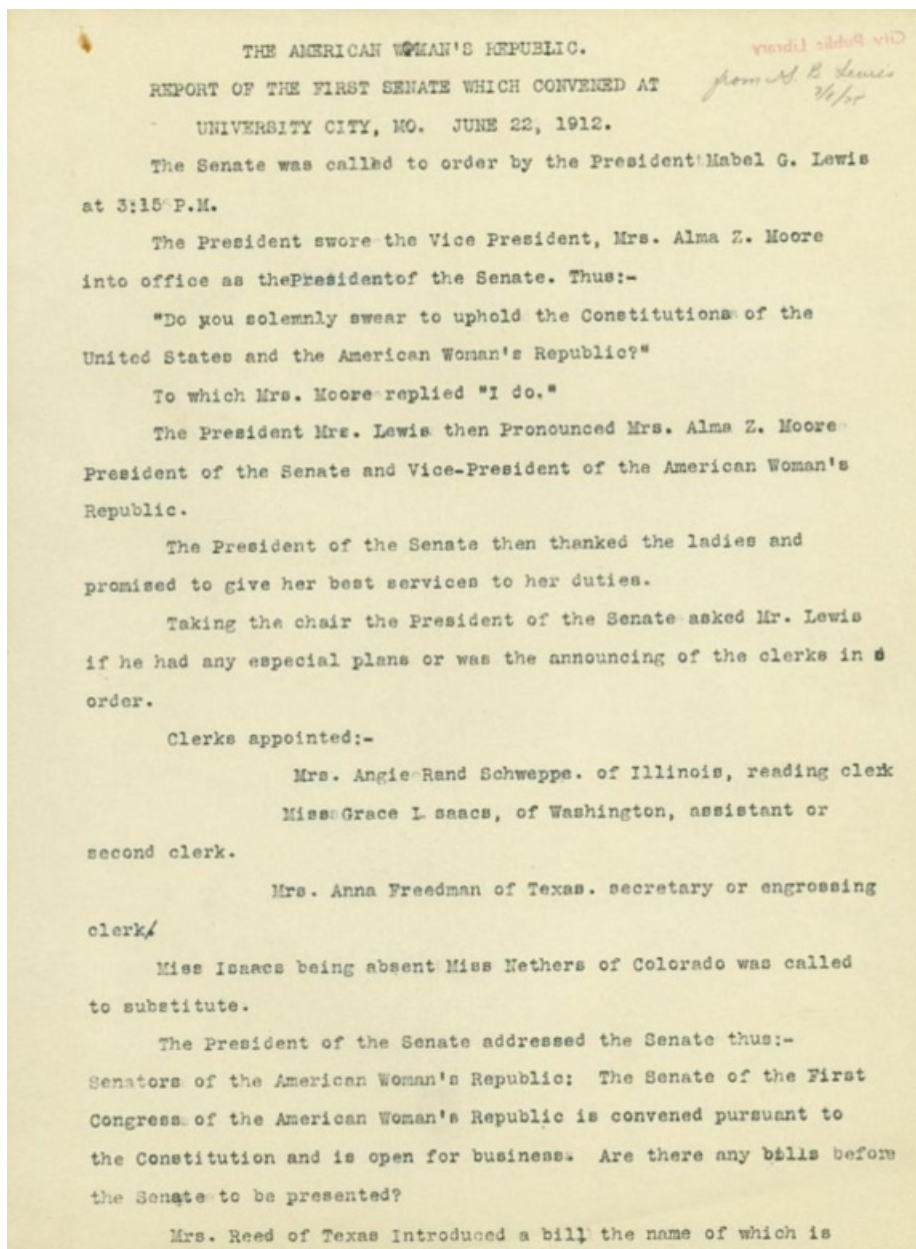 THE AMERICAN WOMAN'S REPUBLIC.
City Public Library
REPORT OF THE FIRST SENATE WHICH CONVENED AT
from B Lewis
UNIVERSITY CITY, MO. JUNE 22, 1912.
The Senate was called to order by the President Mabel G. Lewis
at 3:15 P.M.
The President swore the Vice President, Mrs. Alma Z. Moore
into office as thePresidentof the Senate. Thus:-
"Do you solemnly swear to uphold the Constitutions of the
United States and the American Woman's Republic?"
To which Mrs. Moore replied "I do."
The President Mrs. Lewis then Pronounced Mrs. Alma Z. Moore
President of the Senate and Vice-President of the American Woman's
Republic.
The President of the Senate then thanked the ladies and
promised to give her best services to her duties.
Taking the chair the President of the Senate asked Mr. Lewis
if he had any especial plans or was the announcing of the clerks in
order.
Clerks appointed:-
Mrs. Angie Rand Schweppe. of Illinois, reading clerk
Miss Grace I saacs, of Washington, assistant or
second clerk.
Mrs. Anna Freedman of Texas. secretary or engrossing
clerk/
Miss Isaacs being absent Miss Nethers of Colorado was called
to substitute.
The President of the Senate addressed the Senate thus:-
Senators of the American Woman's Republic: The Senate of the First
Congress of the American Woman's Republic is convened pursuant to
the Constitution and is open for business. Are there any bills before
the Senate to be presented?
Mrs. Reed of Texas Introduced a bill the name of which is